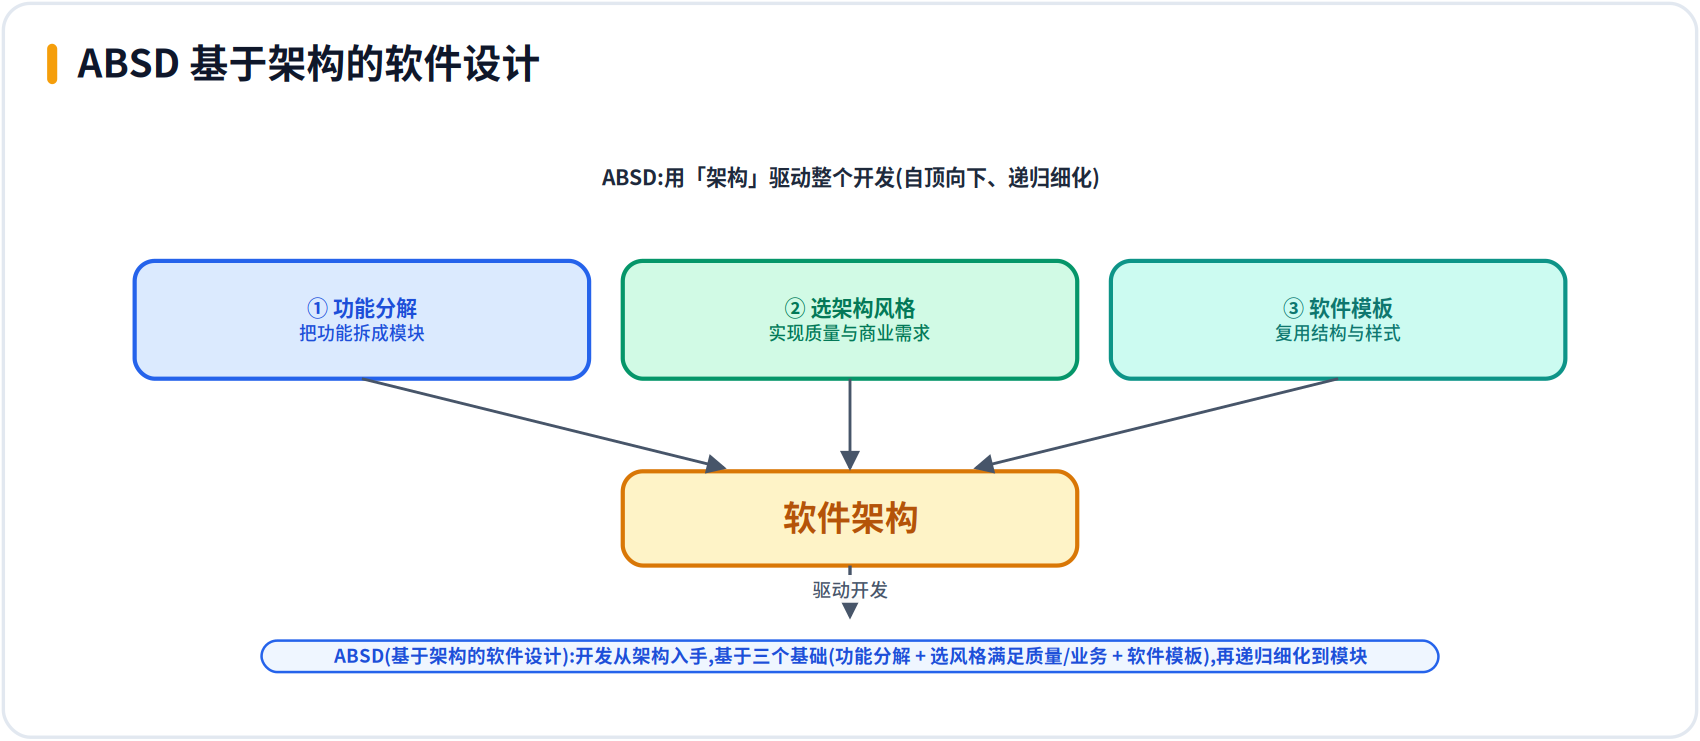 ABSD 基于架构的软件设计
ABSD:用「架构」驱动整个开发(自顶向下、递归细化)
① 功能分解
把功能拆成模块
② 选架构风格
实现质量与商业需求
③ 软件模板
复用结构与样式
软件架构
驱动开发
ABSD(基于架构的软件设计):开发从架构入手,基于三个基础(功能分解 + 选风格满足质量/业务 + 软件模板),再递归细化到模块